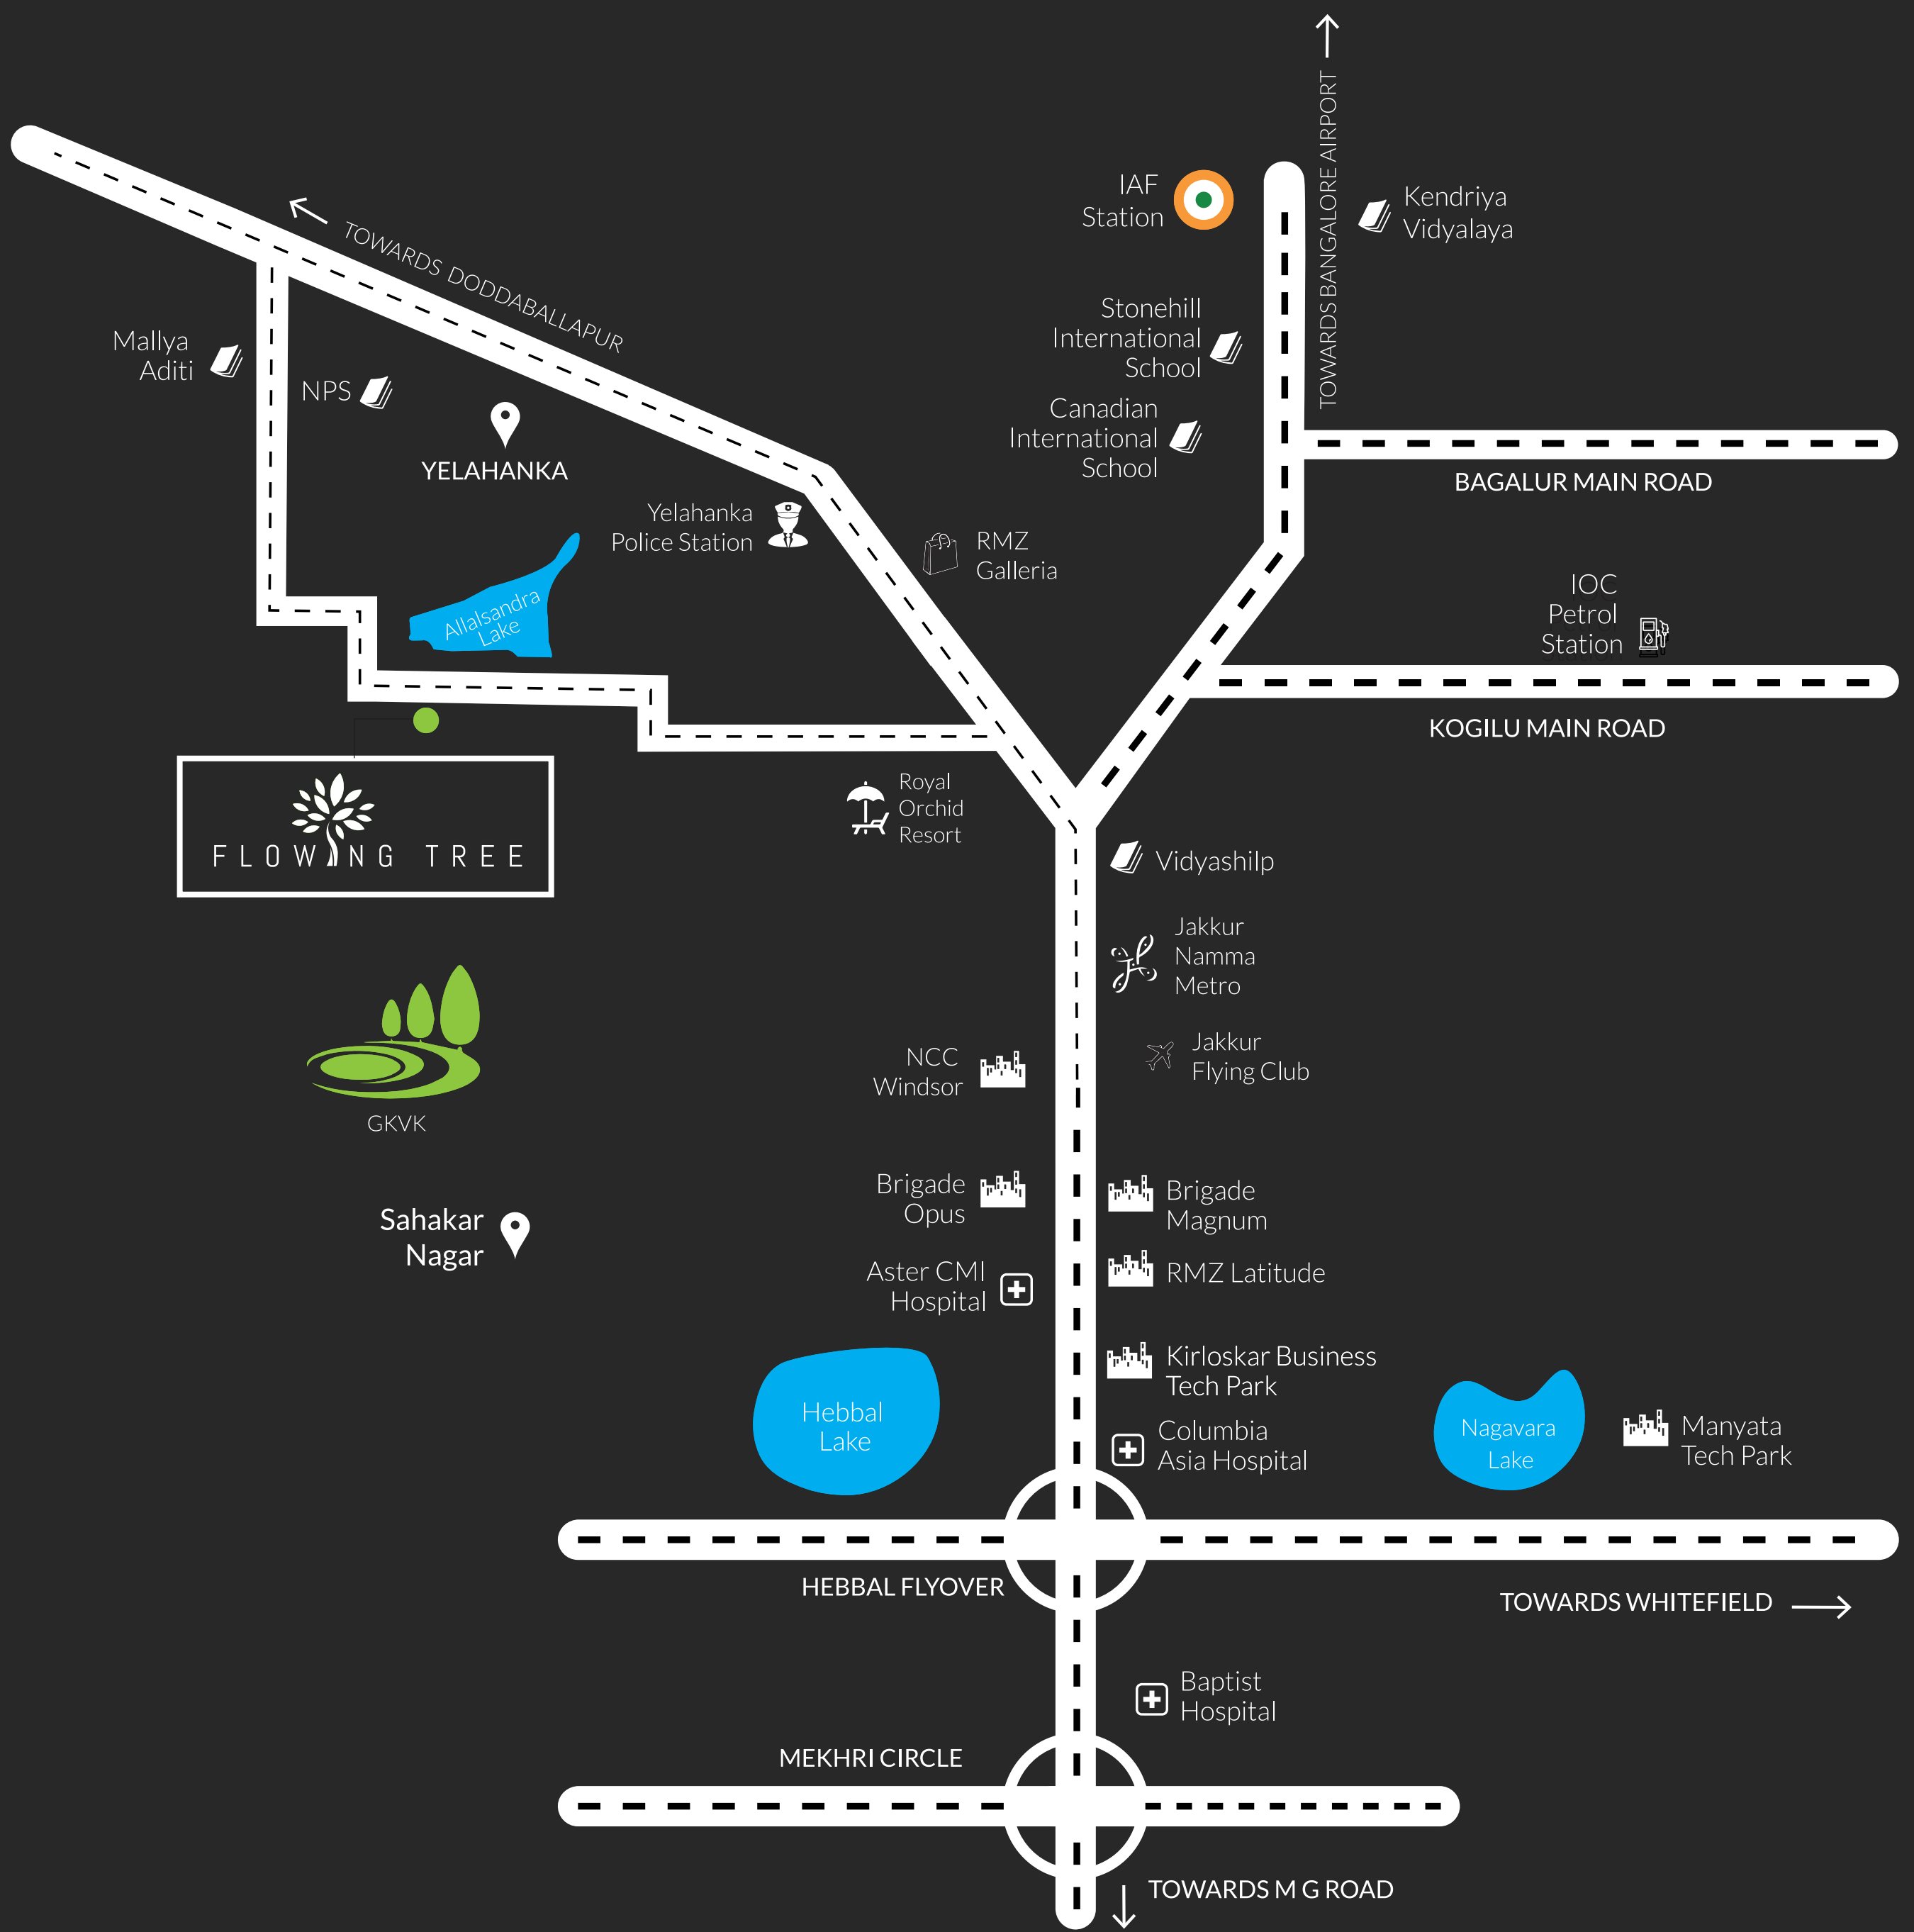 TOWARDS BANGALORE AIRPORT
IAF
Station
Kendriya
Vidyalaya
TOWARDS DODDABALLAPUR
Stonehill
International
School
Mallya
Aditi
NPS
Canadian
International
School
YELAHANKA
BAGALUR MAIN ROAD
Yelahanka
Police Station
RMZ
Galleria
IOC
Petrol
Station
Allalsandra
Lake
KOGILU MAIN ROAD
Royal
Orchid
Resort
FLOWING TREE
Vidyashilp
Jakkur
Namma
Metro
NCC
Windsor
Jakkur
Flying Club
GKVK
Brigade
Opus
Brigade
Magnum
Sahakar
Nagar
Aster CMI
Hospital
RMZ Latitude
Kirloskar Business
Tech Park
Hebbal
Lake
Columbia
Asia Hospital
Nagavara
Lake
Manyata
Tech Park
HEBBAL FLYOVER
TOWARDS WHITEFIELD
Baptist
Hospital
MEKHRI CIRCLE
TOWARDS M G ROAD